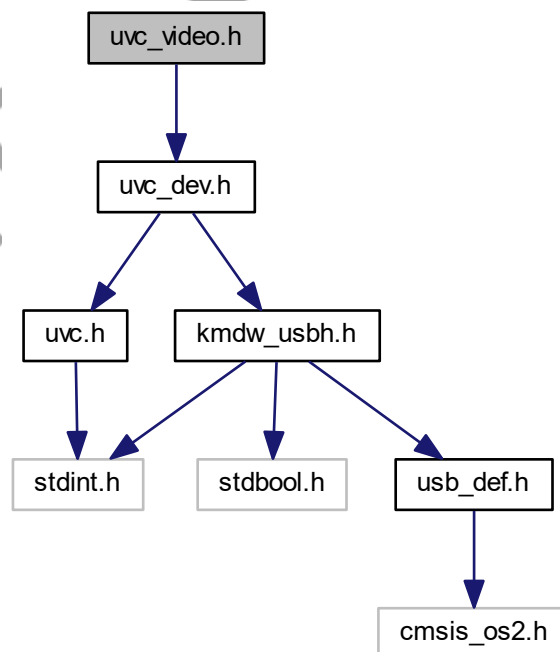 uvc_video.h
uvc_dev.h
uvc.h
kmdw_usbh.h
stdint.h
stdbool.h
usb_def.h
cmsis_os2.h